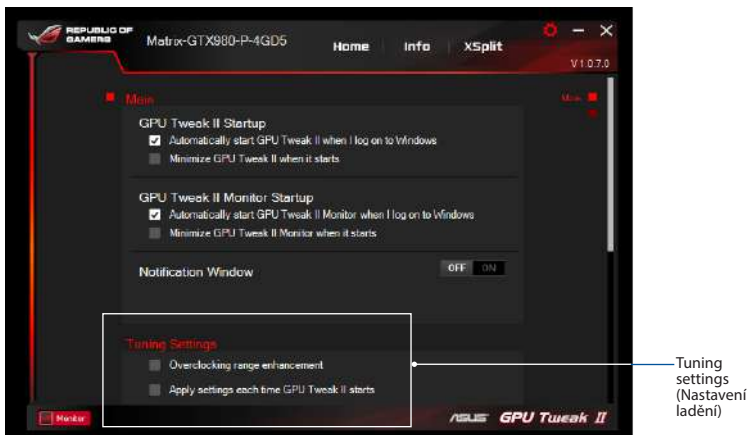 REPUBLIC OF
GAMERS
Matrix-GTX980-P-4GD5
Home
Info
XSplit
V1.0.7.0
Main
Main
GPU Tweak II Startup
Automatically start GPU Tweak II when I log on to Windows
Minimize GPU Tweak II when it starts
GPU Tweak II Monitor Startup
Automatically start GPU Tweak II Monitor when I log on to Windows
Minimize GPU Tweak II Monitor when it starts
Notification Window
OFF ON
Tuning Settings
Overclocking range enhancement
Apply settings each time GPU Tweak II starts
Tuning
settings
(Nastavení
ladění)
Monitor
ASUS GPU Tweak II